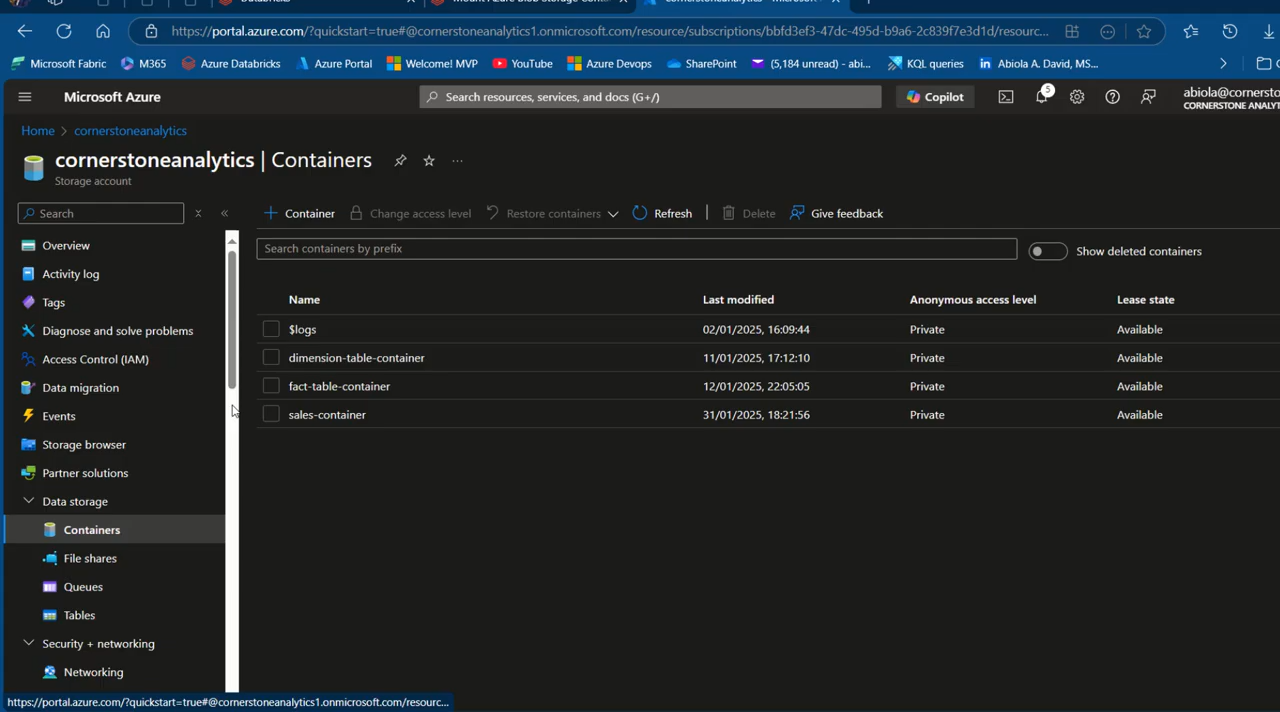 https://portal.azure.com/?quickstart=true#@cornerstoneanalytics1.onmicrosoft.com/resource/subscriptions/bbfd3ef3-47dc-495d-b9a6-2c839f7e3d1d/resourc...
Microsoft Fabric M365 Azure Databricks Azure Portal Welcome! MVP YouTube Azure Devops SharePoint (5,184 unread) - abi... KQL queries Abiola A. David, MS...
Microsoft Azure Search resources, services, and docs (G+/) Copilot 5 abiola@cornersto
CORNERSTONE ANALYT
Home > cornerstoneanalytics
cornerstoneanalytics | Containers ...
Storage account
Search Container Change access level Restore containers Refresh Delete Give feedback
Overview
Search containers by prefix Show deleted containers
Activity log
Tags
Name Last modified Anonymous access level Lease state
Diagnose and solve problems
$logs 02/01/2025, 16:09:44 Private Available
Access Control (IAM)
dimension-table-container 11/01/2025, 17:12:10 Private Available
Data migration
fact-table-container 12/01/2025, 22:05:05 Private Available
Events
sales-container 31/01/2025, 18:21:56 Private Available
Storage browser
Partner solutions
Data storage
Containers
File shares
Queues
Tables
Security + networking
Networking
https://portal.azure.com/?quickstart=true#@cornerstoneanalytics1.onmicrosoft.com/resourc...